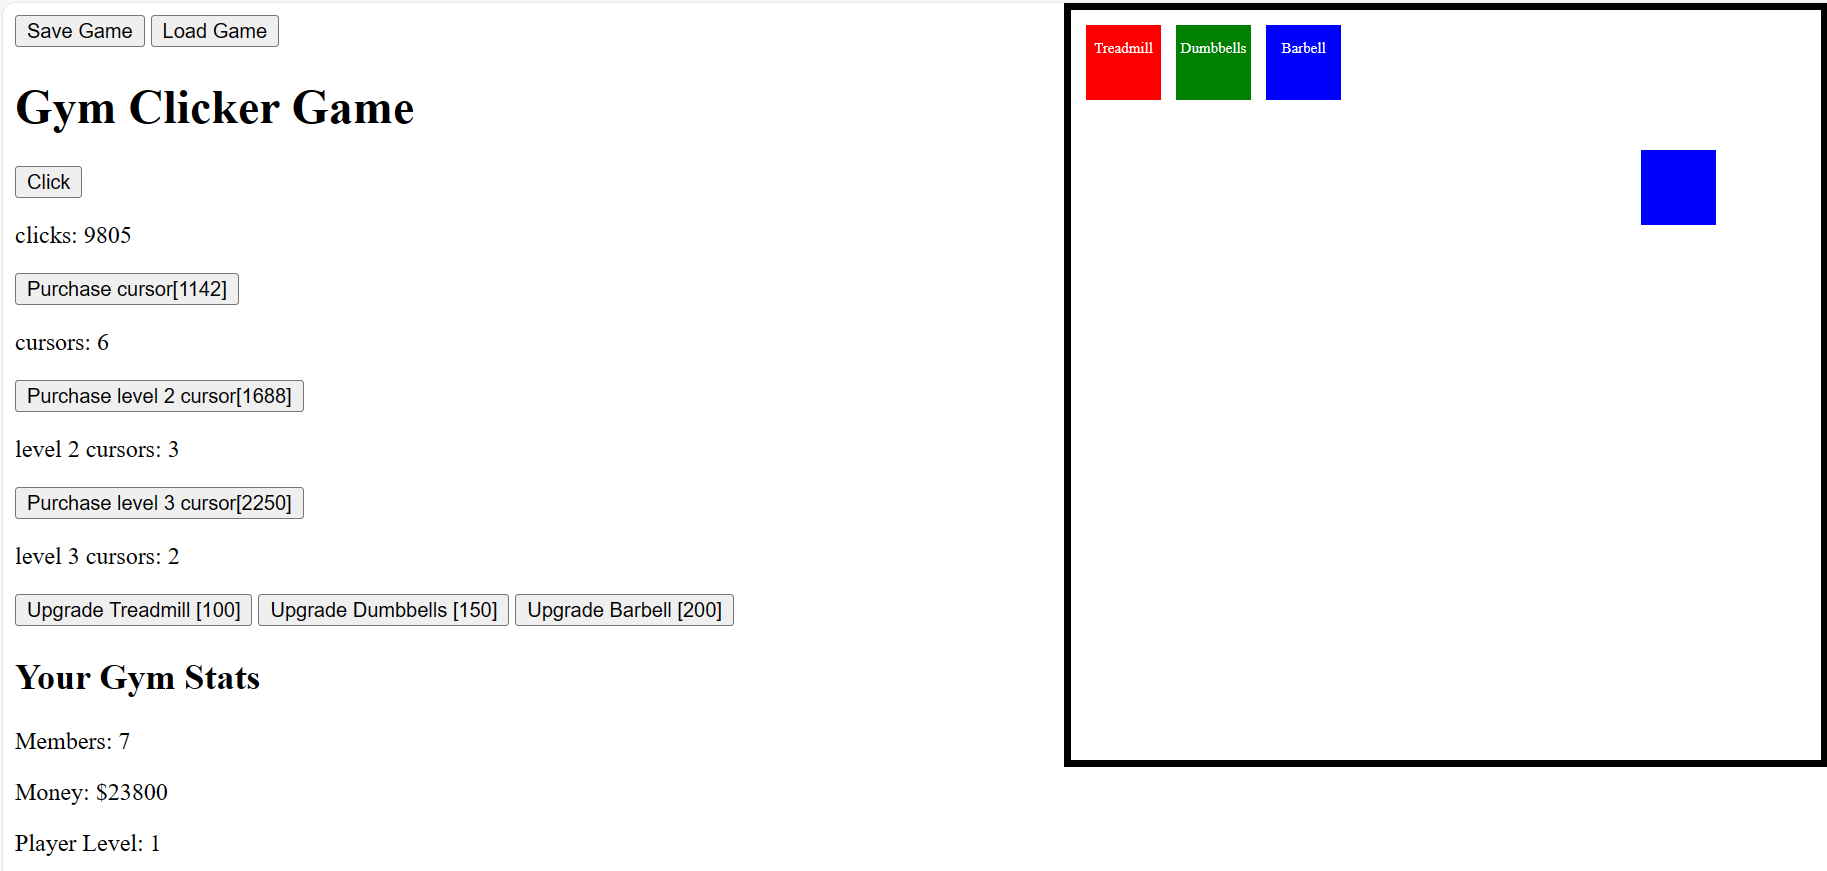 Save Game Load Game
Gym Clicker Game
Click
clicks: 9805
Purchase cursor[1142]
cursors: 6
Purchase level 2 cursor[1688]
level 2 cursors: 3
Purchase level 3 cursor[2250]
level 3 cursors: 2
Upgrade Treadmill [100] Upgrade Dumbbells [150] Upgrade Barbell [200]
Your Gym Stats
Members: 7
Money: $23800
Player Level: 1
Treadmill Dumbbells Barbell